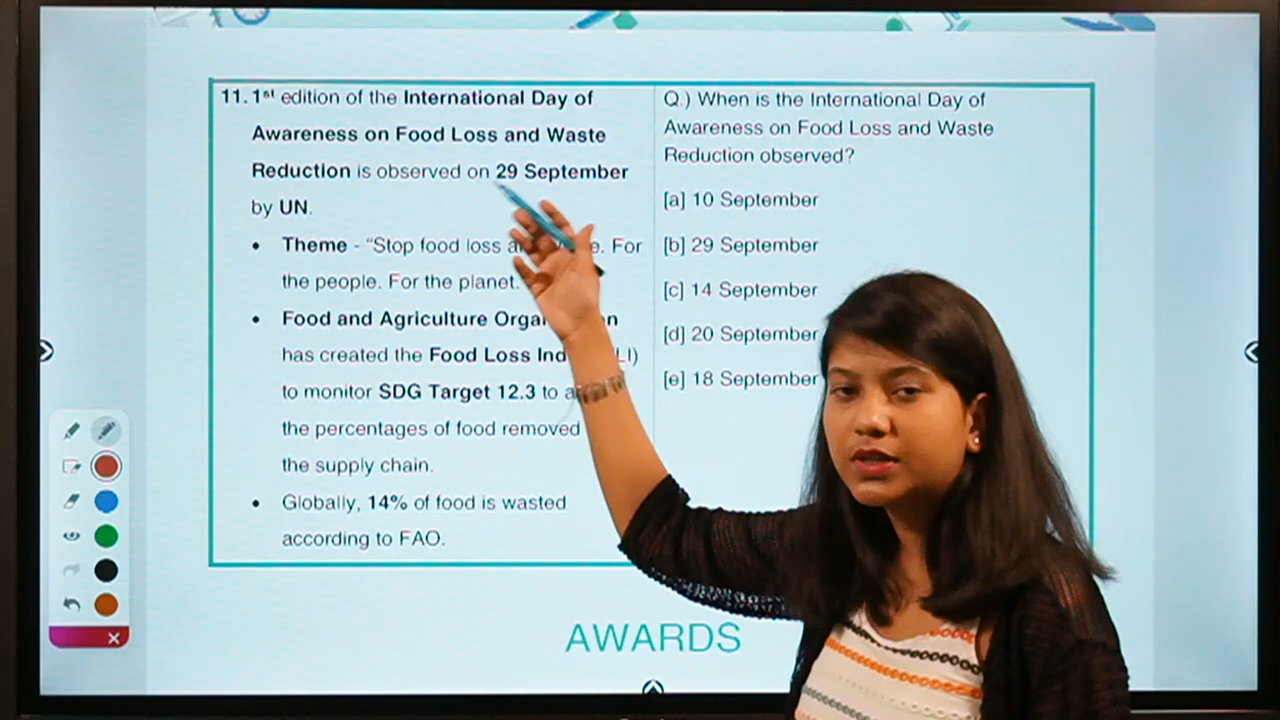 11. 1st edition of the International Day of
Awareness on Food Loss and Waste
Reduction is observed on 29 September
by UN.
• Theme - “Stop food loss . For
the people. For the planet.
• Food and Agriculture
has created the Food Loss
to monitor SDG Target 12.3 to
the percentages of food removed
the supply chain.
• Globally, 14% of food is wasted
according to FAO.
Q.) When is the International Day of
Awareness on Food Loss and Waste
Reduction observed?
[a] 10 September
[b] 29 September
[c] 14 September
[d] 20 September
[e] 18 September
AWARDS